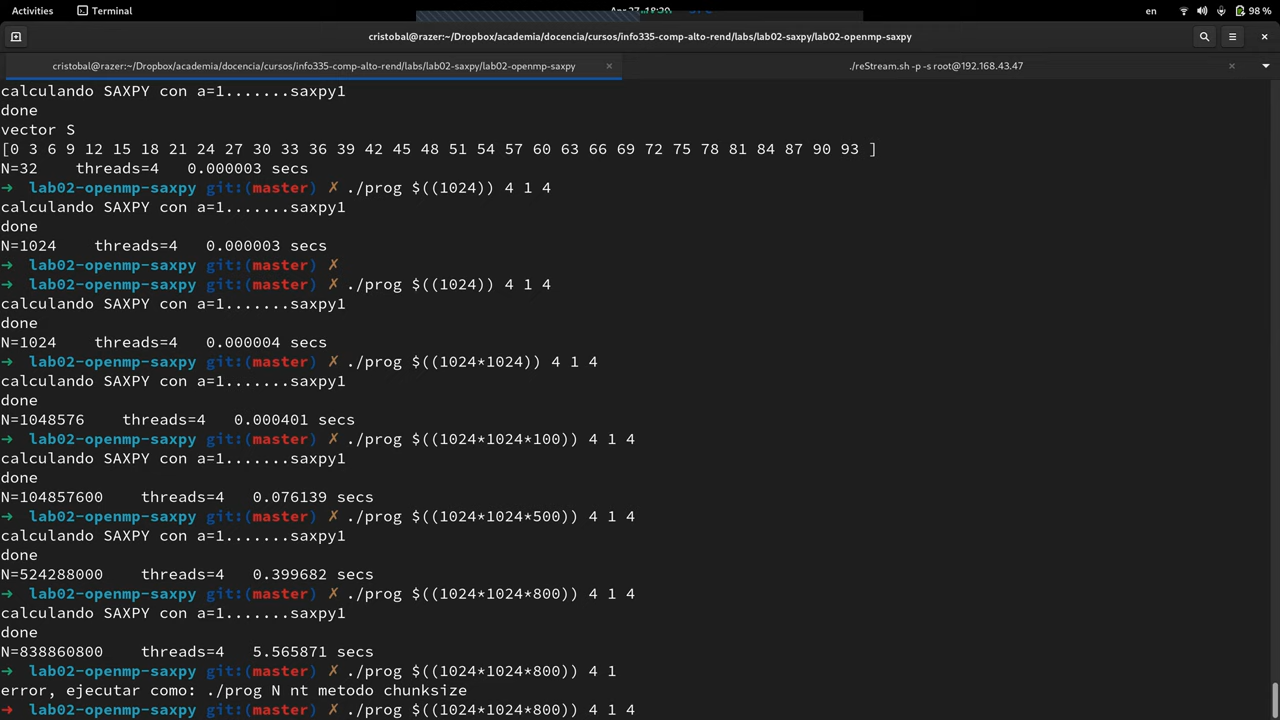 Activities Terminal en 98 %
cristobal@razer:~/Dropbox/academia/docencia/cursos/info335-comp-alto-rend/labs/lab02-saxpy/lab02-openmp-saxpy
cristobal@razer:~/Dropbox/academia/docencia/cursos/info335-comp-alto-rend/labs/lab02-saxpy/lab02-openmp-saxpy × ./reStream.sh -p -s root@192.168.43.47 ×
calculando SAXPY con a=1.......saxpy1
done
vector S
[0 3 6 9 12 15 18 21 24 27 30 33 36 39 42 45 48 51 54 57 60 63 66 69 72 75 78 81 84 87 90 93 ]
N=32    threads=4   0.000003 secs
→ lab02-openmp-saxpy git:(master) ✗ ./prog $((1024)) 4 1 4
calculando SAXPY con a=1.......saxpy1
done
N=1024    threads=4   0.000003 secs
→ lab02-openmp-saxpy git:(master) ✗
→ lab02-openmp-saxpy git:(master) ✗ ./prog $((1024)) 4 1 4
calculando SAXPY con a=1.......saxpy1
done
N=1024    threads=4   0.000004 secs
→ lab02-openmp-saxpy git:(master) ✗ ./prog $((1024*1024)) 4 1 4
calculando SAXPY con a=1.......saxpy1
done
N=1048576    threads=4   0.000401 secs
→ lab02-openmp-saxpy git:(master) ✗ ./prog $((1024*1024*100)) 4 1 4
calculando SAXPY con a=1.......saxpy1
done
N=104857600    threads=4   0.076139 secs
→ lab02-openmp-saxpy git:(master) ✗ ./prog $((1024*1024*500)) 4 1 4
calculando SAXPY con a=1.......saxpy1
done
N=524288000    threads=4   0.399682 secs
→ lab02-openmp-saxpy git:(master) ✗ ./prog $((1024*1024*800)) 4 1 4
calculando SAXPY con a=1.......saxpy1
done
N=838860800    threads=4   5.565871 secs
→ lab02-openmp-saxpy git:(master) ✗ ./prog $((1024*1024*800)) 4 1
error, ejecutar como: ./prog N nt metodo chunksize
→ lab02-openmp-saxpy git:(master) ✗ ./prog $((1024*1024*800)) 4 1 4